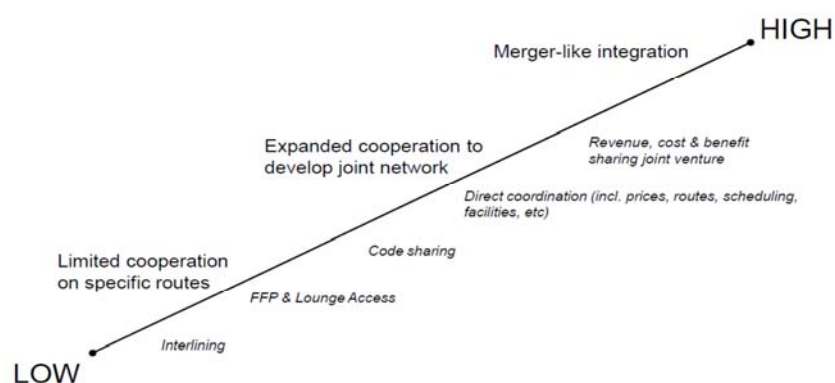 HIGH
Merger-like integration
Revenue, cost & benefit
sharing joint venture
Expanded cooperation to
develop joint network
Direct coordination (incl. prices, routes, scheduling,
facilities, etc)
Code sharing
Limited cooperation
on specific routes
FFP & Lounge Access
Interlining
LOW